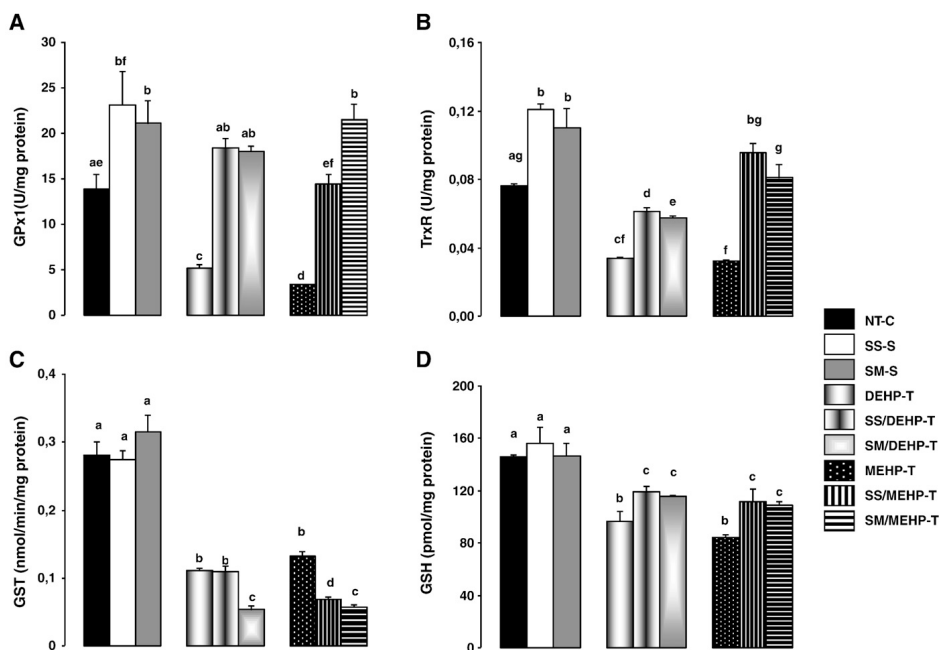 A
GPx1(U/mg protein)
30
25
20
15
10
5
0
ae
bf
b
c
ab
ab
d
ef
b
B
TrxR (U/mg protein)
0,16
0,12
0,08
0,04
0,00
ag
b
b
cf
d
e
f
bg
g
C
GST (nmol/min/mg protein)
0,4
0,3
0,2
0,1
0
a
a
a
b
b
c
b
d
c
D
GSH (pmol/mg protein)
200
160
120
80
40
0
a
a
a
b
c
c
b
c
c
NT-C
SS-S
SM-S
DEHP-T
SS/DEHP-T
SM/DEHP-T
MEHP-T
SS/MEHP-T
SM/MEHP-T